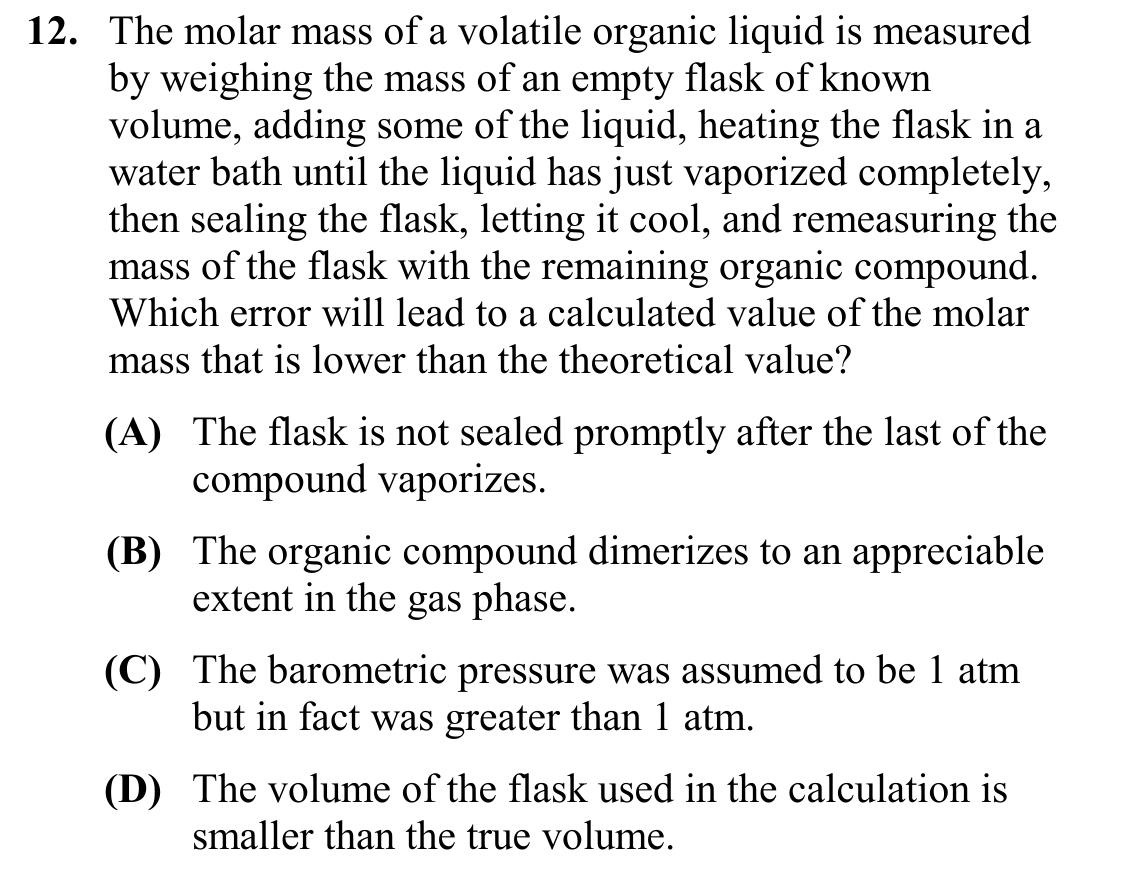 12. The molar mass of a volatile organic liquid is measured
by weighing the mass of an empty flask of known
volume, adding some of the liquid, heating the flask in a
water bath until the liquid has just vaporized completely,
then sealing the flask, letting it cool, and remeasuring the
mass of the flask with the remaining organic compound.
Which error will lead to a calculated value of the molar
mass that is lower than the theoretical value?
(A) The flask is not sealed promptly after the last of the
compound vaporizes.
(B) The organic compound dimerizes to an appreciable
extent in the gas phase.
(C) The barometric pressure was assumed to be 1 atm
but in fact was greater than 1 atm.
(D) The volume of the flask used in the calculation is
smaller than the true volume.